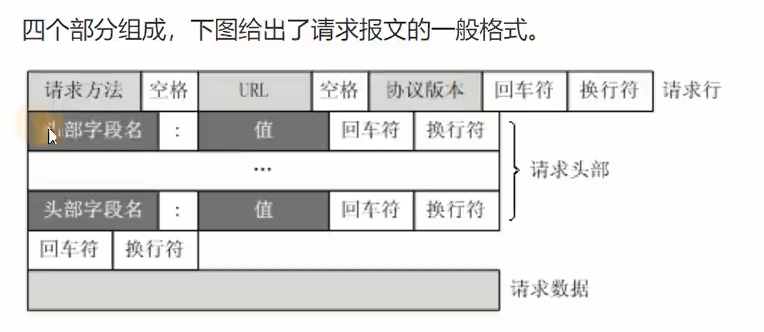 四个部分组成，下图给出了请求报文的一般格式。
请求方法 空格 URL 空格 协议版本 回车符 换行符 请求行
头部字段名 : 值 回车符 换行符
...
请求头部
头部字段名 : 值 回车符 换行符
回车符 换行符
请求数据